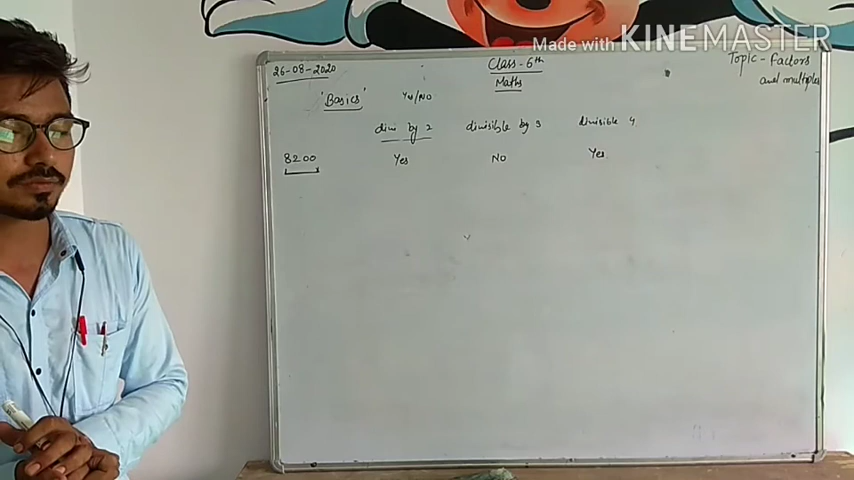 Made with KINEMASTER
26-08-2020
Class-6th
Maths
Topic-Factors
and multiples
'Basics'
Yes/No
divi by 2 divisible by 3 divisible 4
8200 Yes No Yes